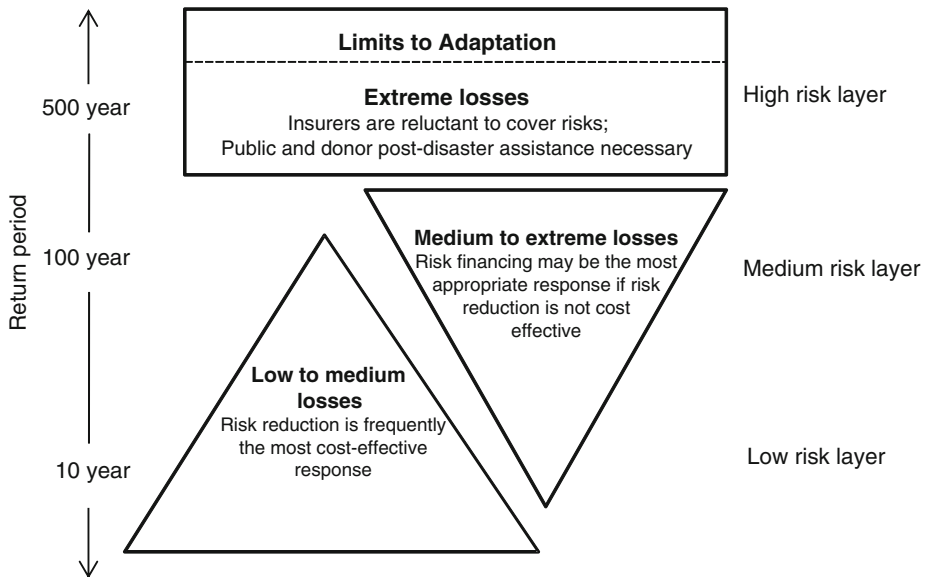 Limits to Adaptation
Extreme losses
Insurers are reluctant to cover risks;
Public and donor post-disaster assistance necessary
High risk layer
500 year
Return period
100 year
Medium to extreme losses
Risk financing may be the most
appropriate response if risk
reduction is not cost
effective
Medium risk layer
Low to medium
losses
Risk reduction is frequently
the most cost-effective
response
10 year
Low risk layer